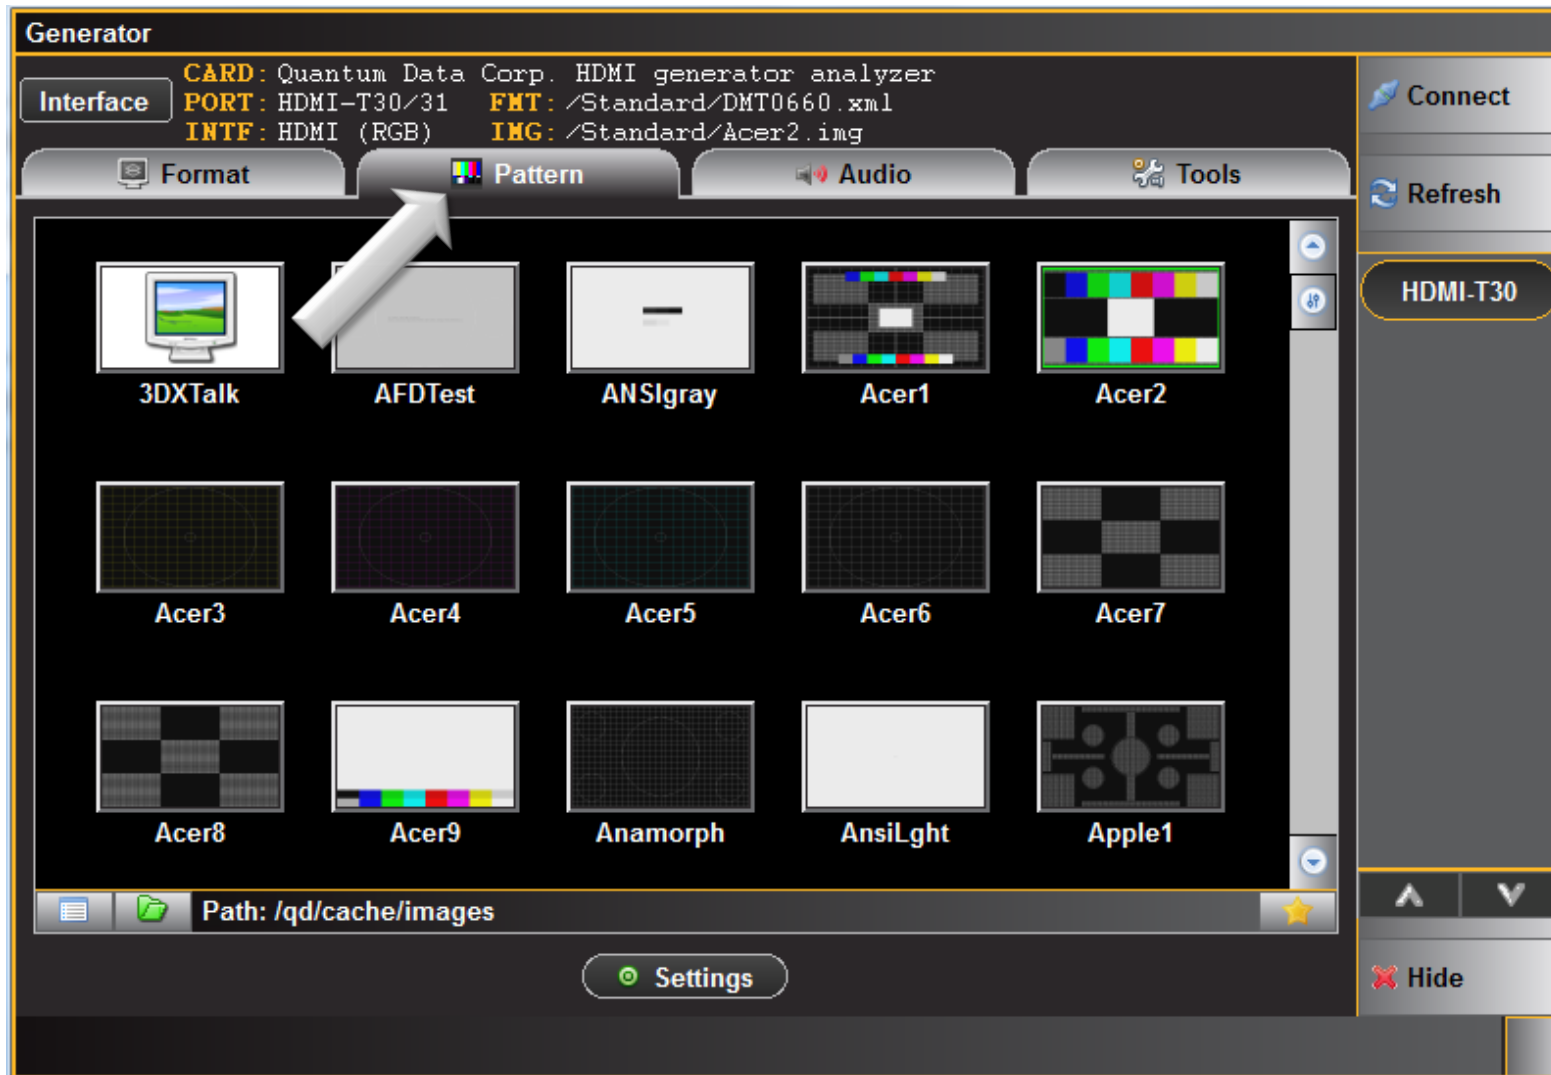 Generator
Interface
CARD: Quantum Data Corp. HDMI generator analyzer
PORT: HDMI-T30/31 FMT: /Standard/DMT0660.xml
INTF: HDMI (RGB) IMG: /Standard/Acer2.img
Connect
Format Pattern Audio Tools
Refresh
HDMI-T30
3DXTalk AFDTest ANSIgray Acer1 Acer2
Acer3 Acer4 Acer5 Acer6 Acer7
Acer8 Acer9 Anamorph AnsiLght Apple1
Path: /qd/cache/images
Settings
Hide